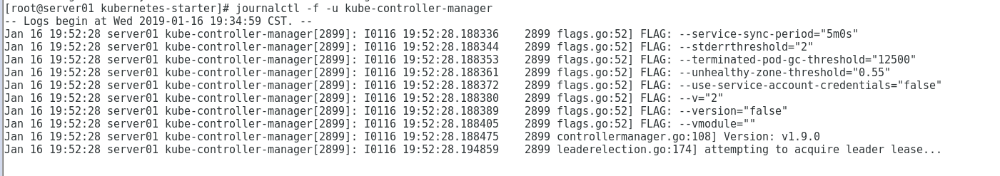 [root@server01 kubernetes-starter]# journalctl -f -u kube-controller-manager
-- Logs begin at Wed 2019-01-16 19:34:59 CST. --
Jan 16 19:52:28 server01 kube-controller-manager[2899]: I0116 19:52:28.188336    2899 flags.go:52] FLAG: --service-sync-period="5m0s"
Jan 16 19:52:28 server01 kube-controller-manager[2899]: I0116 19:52:28.188344    2899 flags.go:52] FLAG: --stderrthreshold="2"
Jan 16 19:52:28 server01 kube-controller-manager[2899]: I0116 19:52:28.188353    2899 flags.go:52] FLAG: --terminated-pod-gc-threshold="12500"
Jan 16 19:52:28 server01 kube-controller-manager[2899]: I0116 19:52:28.188361    2899 flags.go:52] FLAG: --unhealthy-zone-threshold="0.55"
Jan 16 19:52:28 server01 kube-controller-manager[2899]: I0116 19:52:28.188372    2899 flags.go:52] FLAG: --use-service-account-credentials="false"
Jan 16 19:52:28 server01 kube-controller-manager[2899]: I0116 19:52:28.188380    2899 flags.go:52] FLAG: --v="2"
Jan 16 19:52:28 server01 kube-controller-manager[2899]: I0116 19:52:28.188389    2899 flags.go:52] FLAG: --version="false"
Jan 16 19:52:28 server01 kube-controller-manager[2899]: I0116 19:52:28.188405    2899 flags.go:52] FLAG: --vmodule=""
Jan 16 19:52:28 server01 kube-controller-manager[2899]: I0116 19:52:28.188475    2899 controllermanager.go:108] Version: v1.9.0
Jan 16 19:52:28 server01 kube-controller-manager[2899]: I0116 19:52:28.194859    2899 leaderelection.go:174] attempting to acquire leader lease...